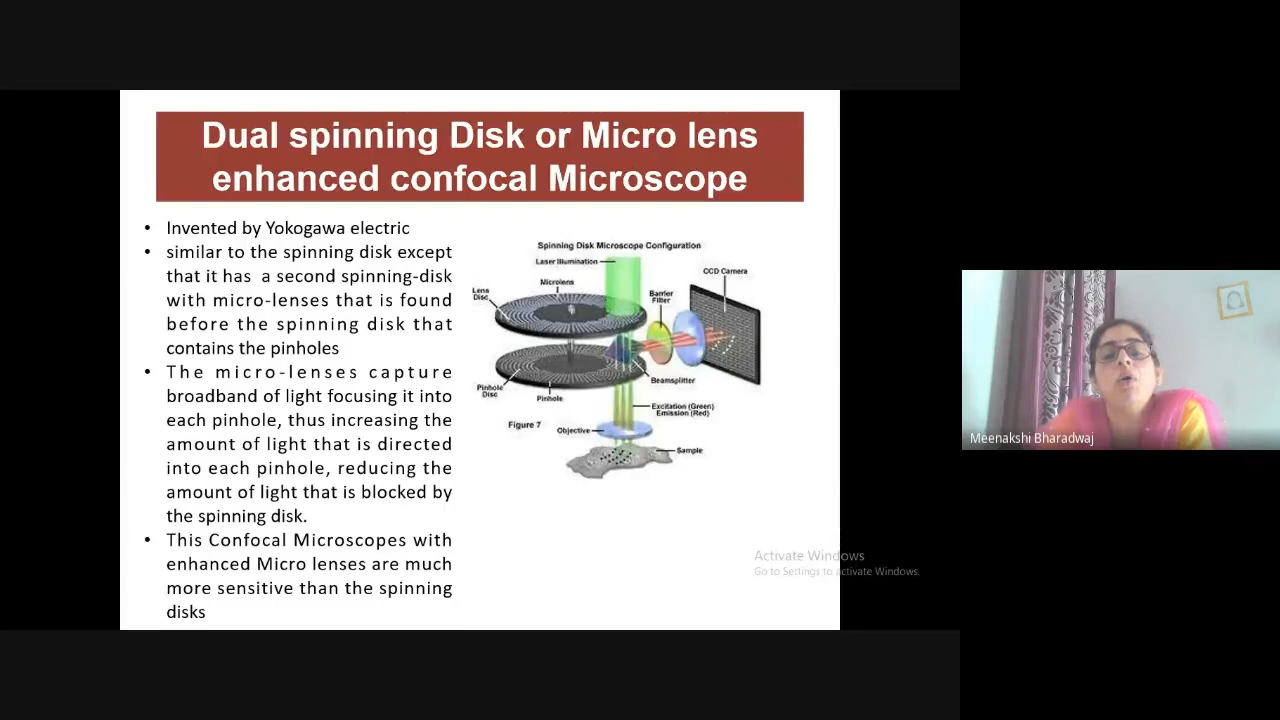 Dual spinning Disk or Micro lens
enhanced confocal Microscope
• Invented by Yokogawa electric
• similar to the spinning disk except
that it has a second spinning-disk
with micro-lenses that is found
before the spinning disk that
contains the pinholes
• The micro-lenses capture
broadband of light focusing it into
each pinhole, thus increasing the
amount of light that is directed
into each pinhole, reducing the
amount of light that is blocked by
the spinning disk.
• This Confocal Microscopes with
enhanced Micro lenses are much
more sensitive than the spinning
disks
Spinning Disk Microscope Configuration
Laser Illumination
CCD Camera
Microlens
Lens
Disc
Barrier
Filter
Beamsplitter
Pinhole
Disc
Pinhole
Excitation (Green)
Emission (Red)
Figure 7
Objective
Sample
Activate Windows
Go to Settings to activate Windows.
Meenakshi Bharadwaj